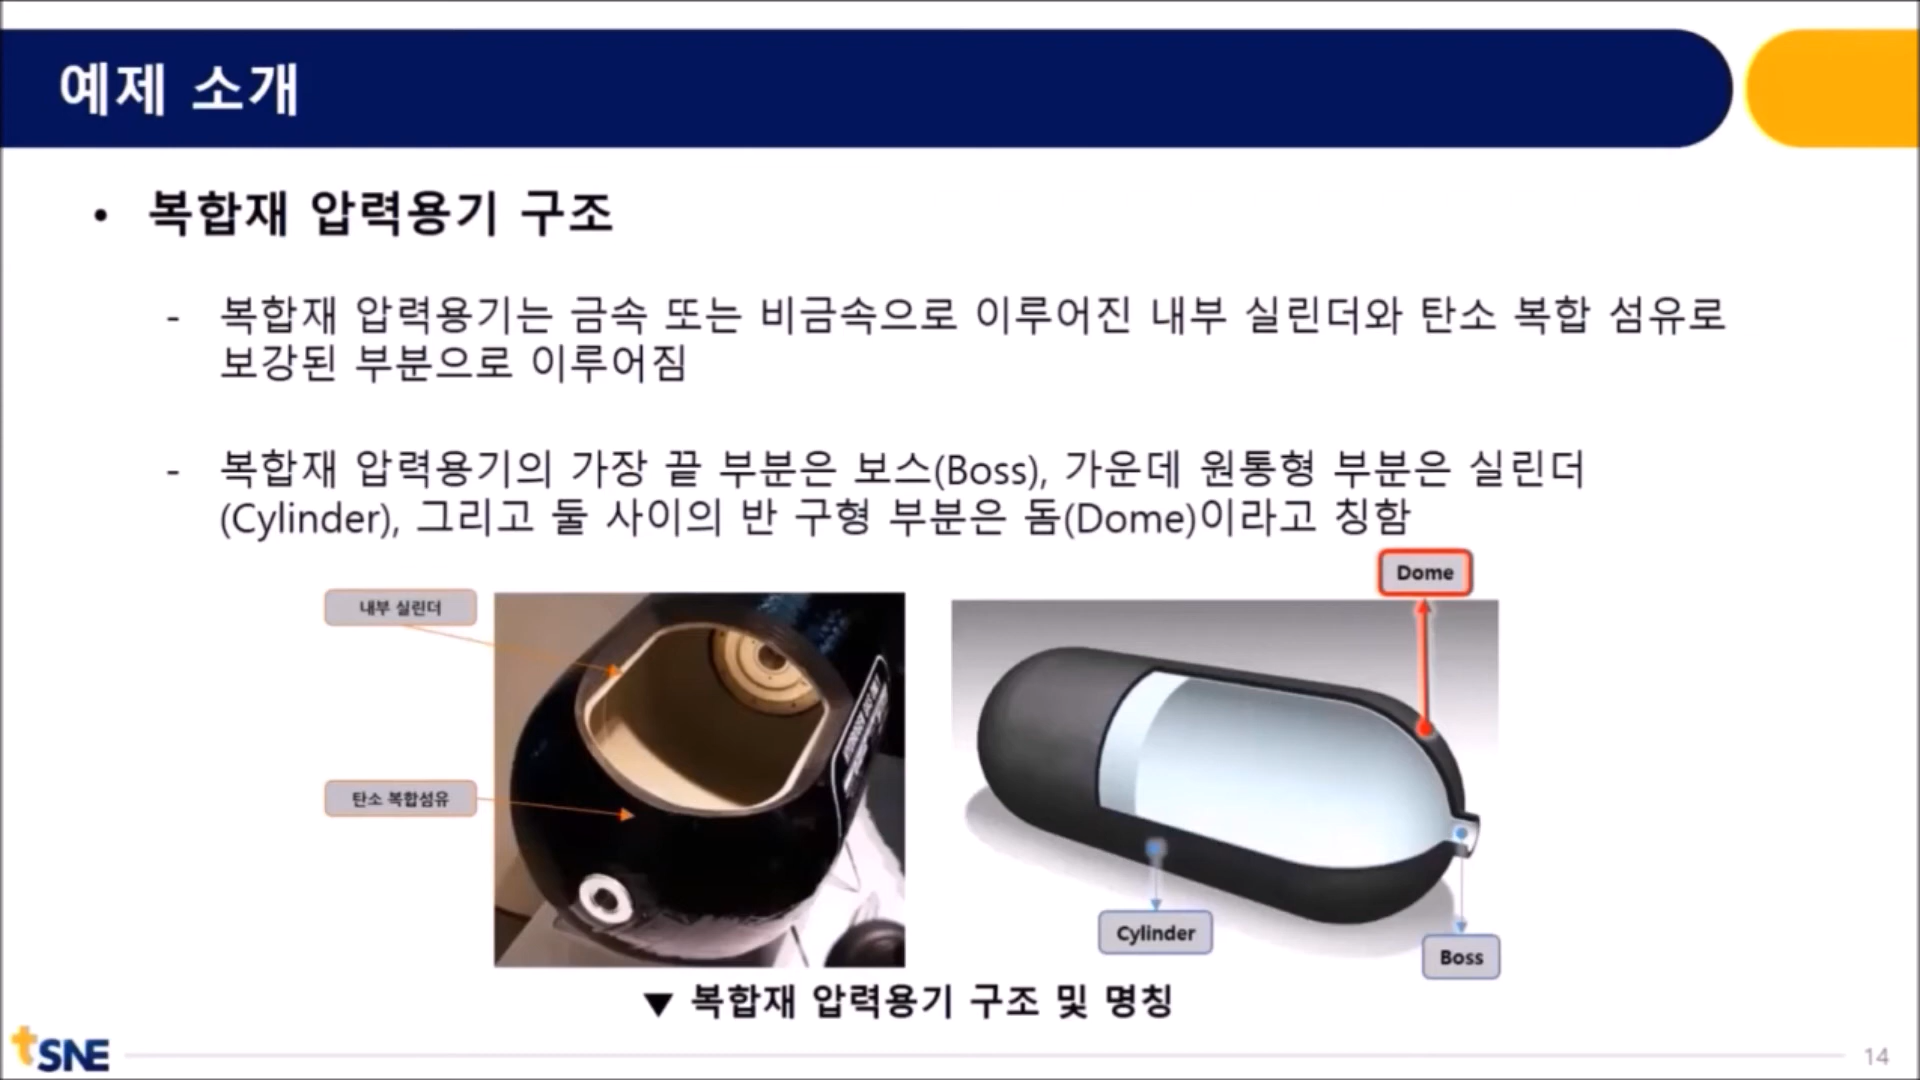 예제 소개
• 복합재 압력용기 구조
- 복합재 압력용기는 금속 또는 비금속으로 이루어진 내부 실린더와 탄소 복합 섬유로
보강된 부분으로 이루어짐
- 복합재 압력용기의 가장 끝 부분은 보스(Boss), 가운데 원통형 부분은 실린더
(Cylinder), 그리고 둘 사이의 반 구형 부분은 돔(Dome)이라고 칭함
내부 실린더
탄소 복합섬유
Dome
Cylinder
Boss
▼ 복합재 압력용기 구조 및 명칭
tSNE
14